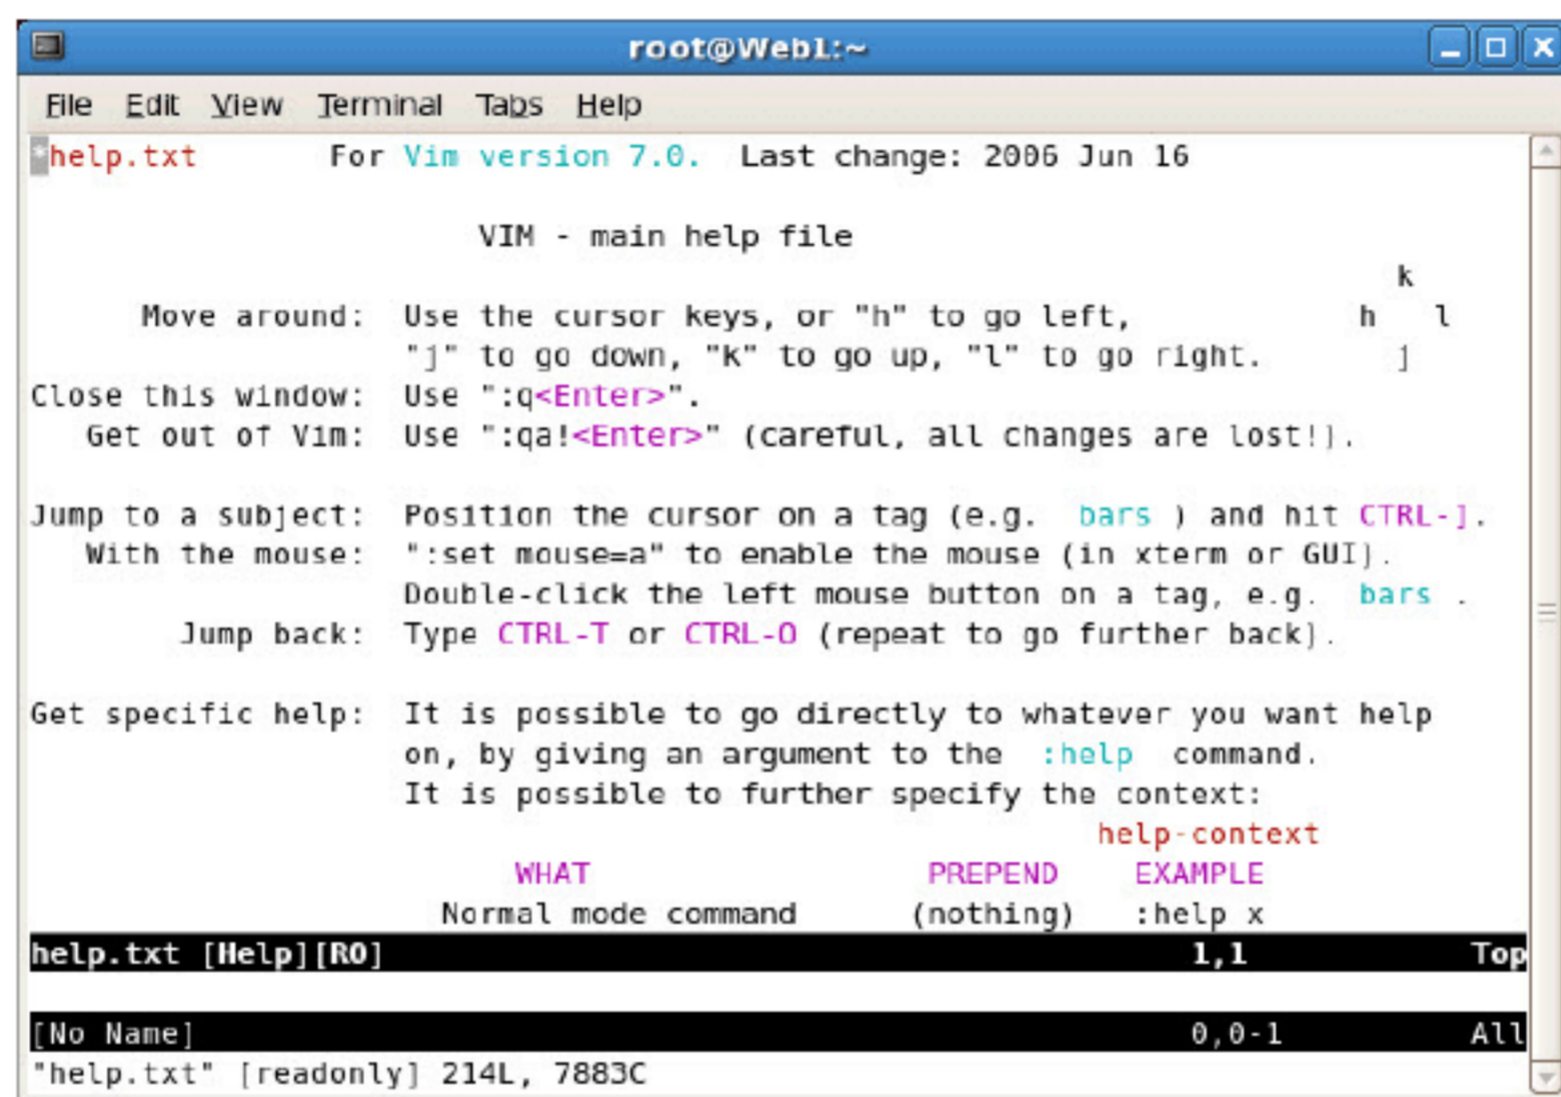 root@Web1:~
File Edit View Terminal Tabs Help
*help.txt For Vim version 7.0. Last change: 2006 Jun 16
VIM - main help file
k
Move around: Use the cursor keys, or "h" to go left, h l
"j" to go down, "k" to go up, "l" to go right. j
Close this window: Use ":q<Enter>".
Get out of Vim: Use ":qa!<Enter>" (careful, all changes are lost!).
Jump to a subject: Position the cursor on a tag (e.g. bars ) and hit CTRL-].
With the mouse: ":set mouse=a" to enable the mouse (in xterm or GUI).
Double-click the left mouse button on a tag, e.g. bars .
Jump back: Type CTRL-T or CTRL-O (repeat to go further back).
Get specific help: It is possible to go directly to whatever you want help
on, by giving an argument to the :help command.
It is possible to further specify the context:
help-context
WHAT PREPEND EXAMPLE
Normal mode command (nothing) :help x
help.txt [Help][RO] 1,1 Top
[No Name] 0,0-1 All
"help.txt" [readonly] 214L, 7883C